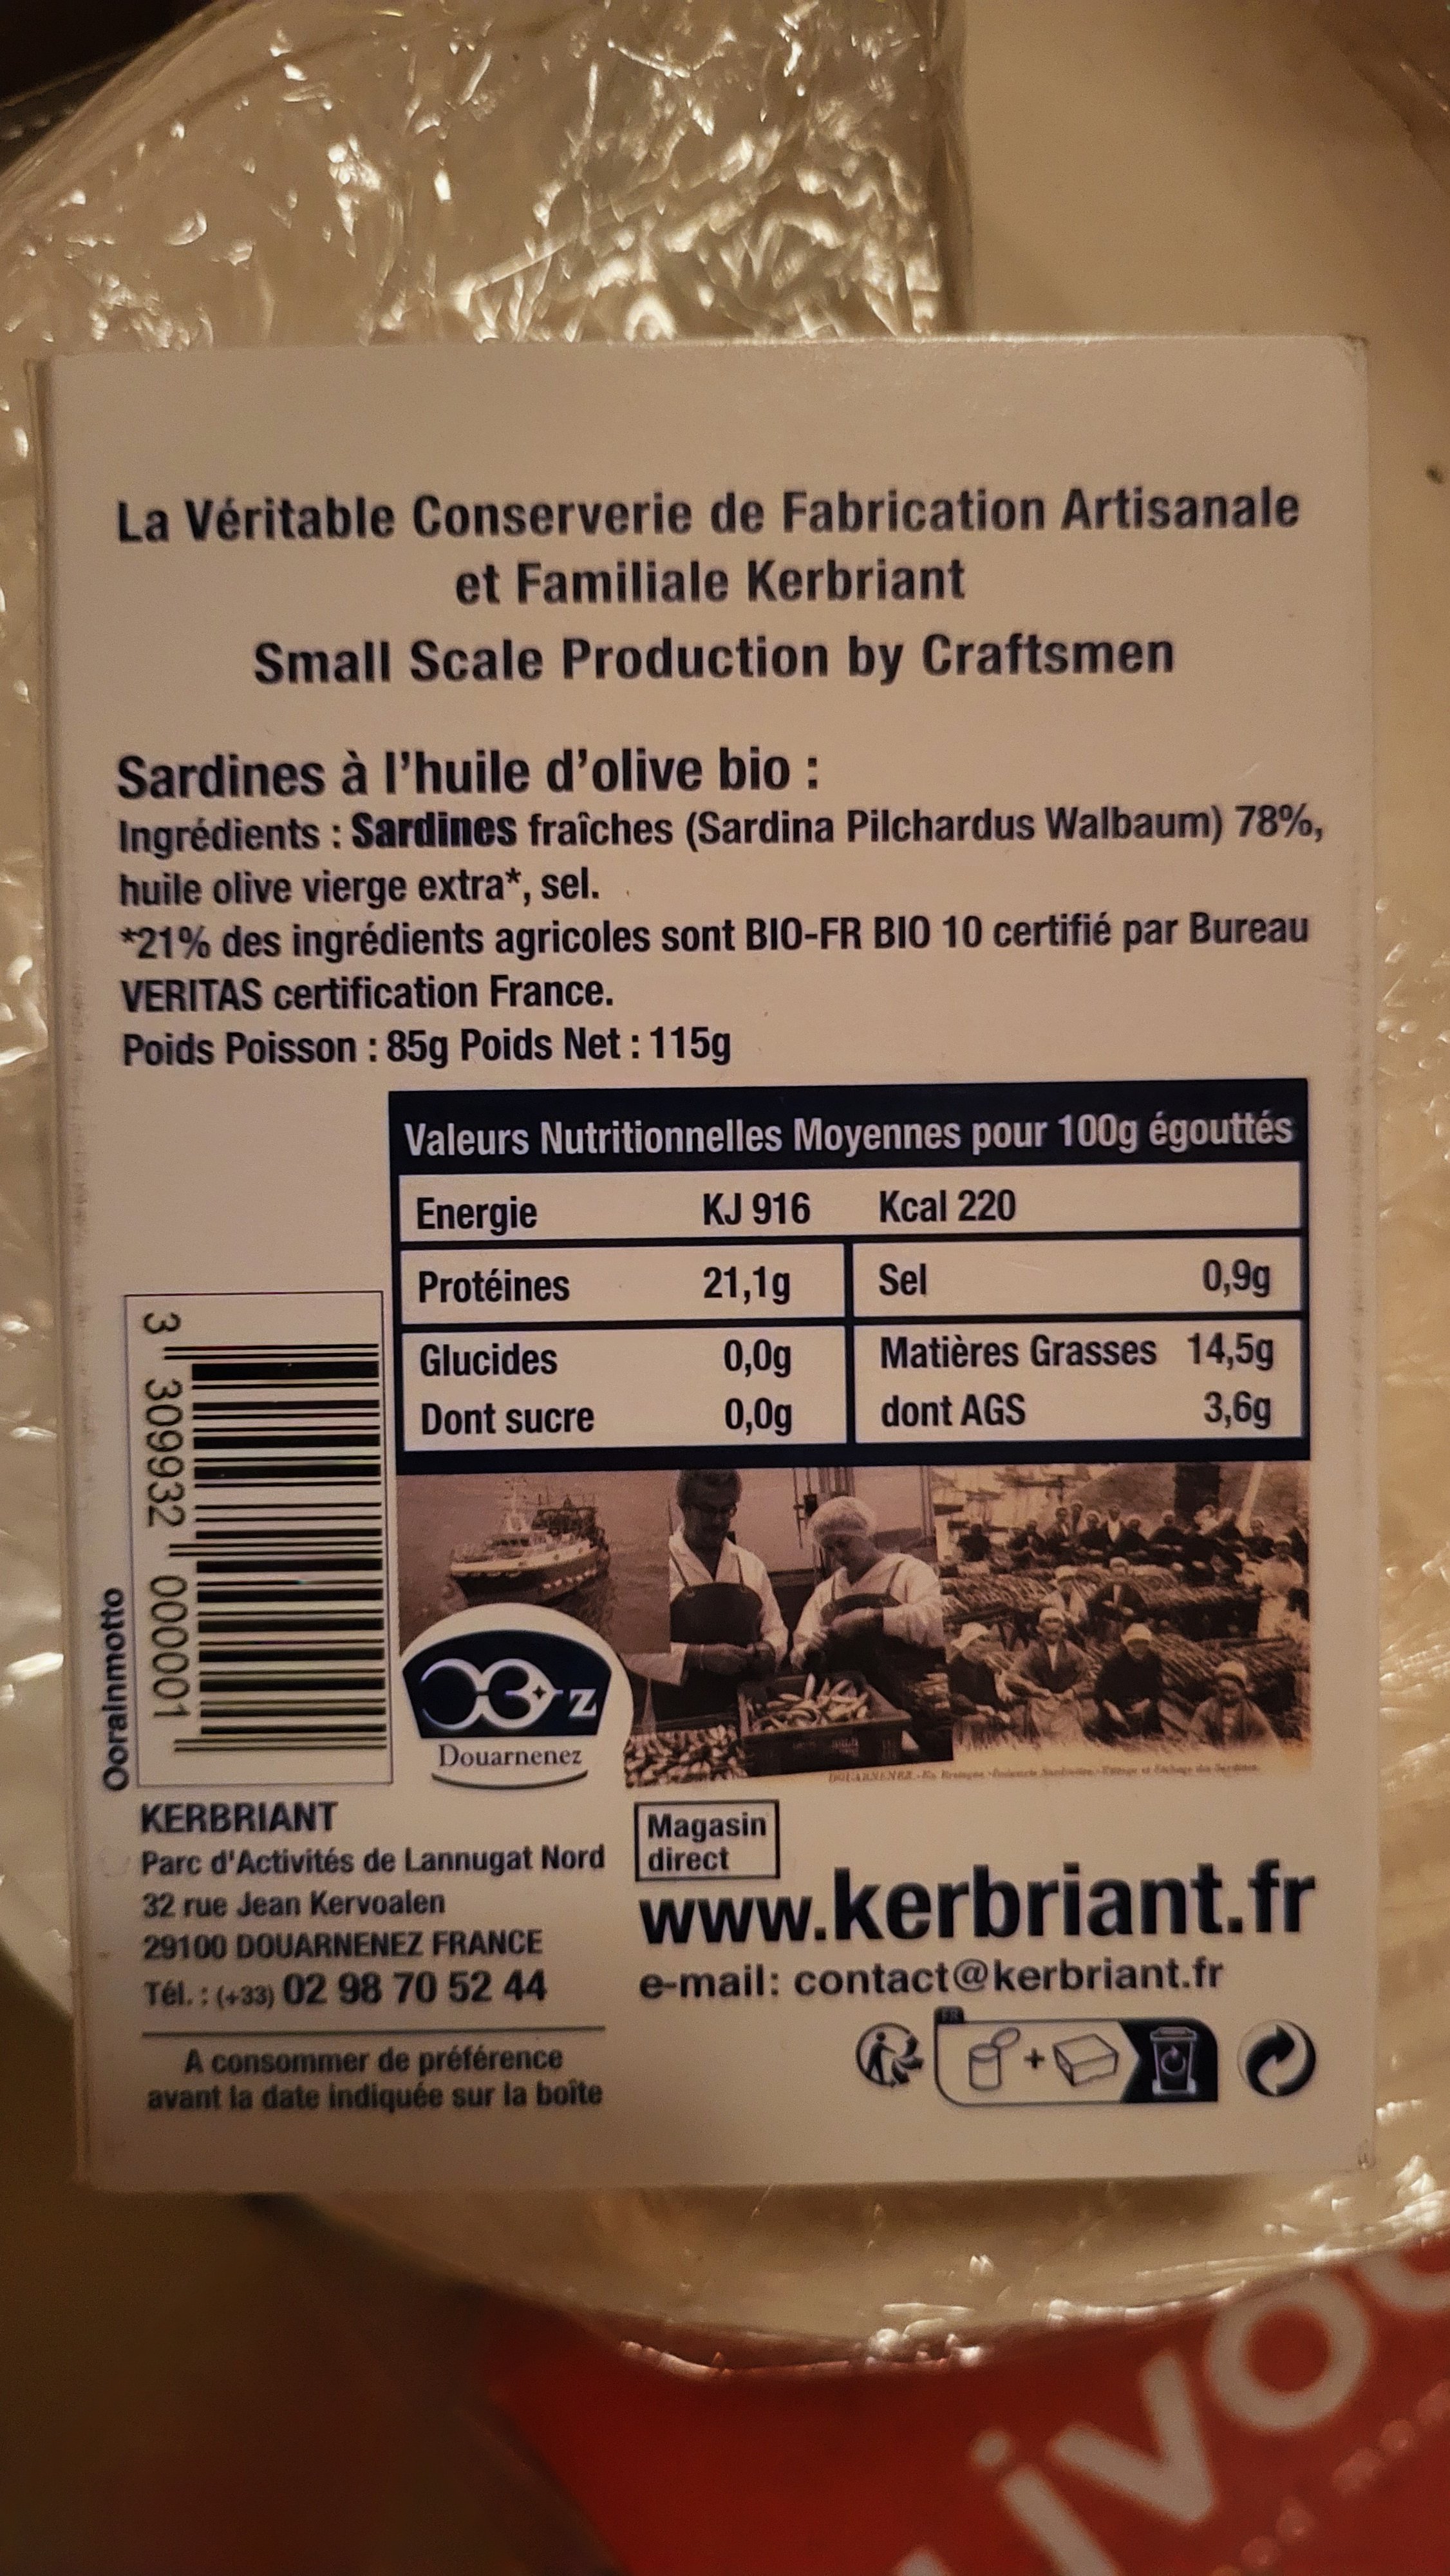 La Véritable Conserverie de Fabrication Artisanale
et Familiale Kerbriant
Small Scale Production by Craftsmen
Sardines à l'huile d'olive bio :
Ingrédients : Sardines fraîches (Sardina Pilchardus Walbaum) 78%,
huile olive vierge extra*, sel.
*21% des ingrédients agricoles sont BIO-FR BIO 10 certifié par Bureau
VERITAS certification France.
Poids Poisson : 85g Poids Net : 115g
Valeurs Nutritionnelles Moyennes pour 100g égouttés
Energie KJ 916 Kcal 220
Protéines 21,1g Sel 0,9g
Glucides 0,0g Matières Grasses 14,5g
Dont sucre 0,0g dont AGS 3,6g
3 309932 000001
Oorainmotto
Z
Douarnenez
KERBRIANT
Parc d'Activités de Lannugat Nord
32 rue Jean Kervoalen
29100 DOUARNENEZ FRANCE
Tél. : (+33) 02 98 70 52 44
A consommer de préférence
avant la date indiquée sur la boîte
Magasin
direct
www.kerbriant.fr
e-mail: contact@kerbriant.fr
FR